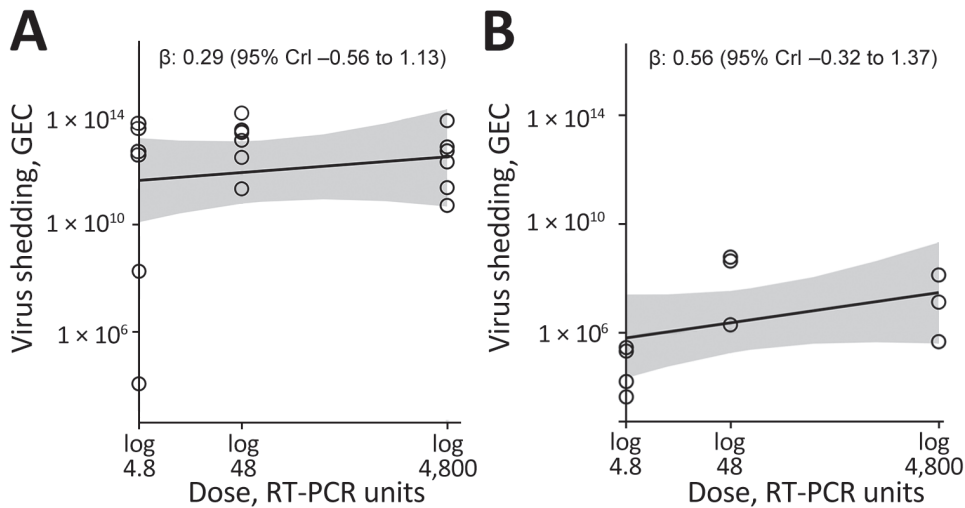 A
β: 0.29 (95% Crl –0.56 to 1.13)
Virus shedding, GEC
1 × 10¹⁴
1 × 10¹⁰
1 × 10⁶
log 4.8
log 48
log 4,800
Dose, RT-PCR units
B
β: 0.56 (95% Crl –0.32 to 1.37)
Virus shedding, GEC
1 × 10¹⁴
1 × 10¹⁰
1 × 10⁶
log 4.8
log 48
log 4,800
Dose, RT-PCR units